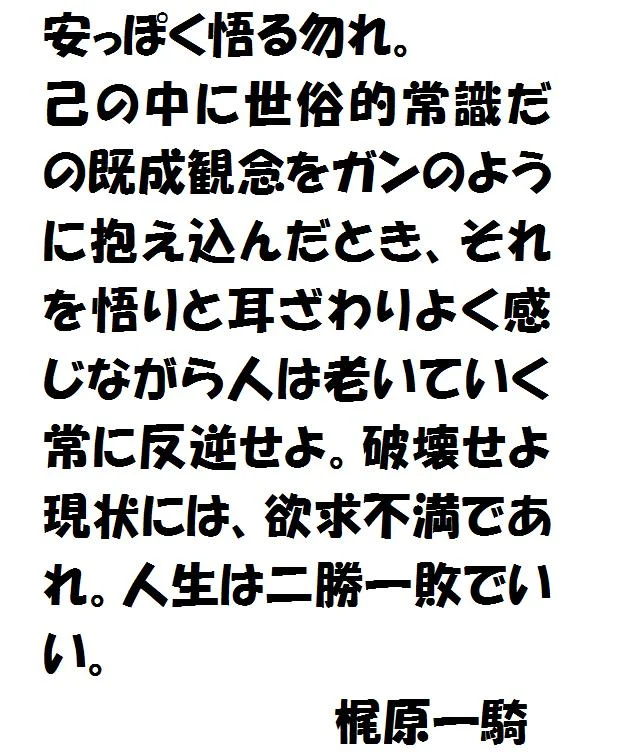 安っぽく悟る勿れ。
己の中に世俗的常識だ
の既成観念をガンのよう
に抱え込んだとき、それ
を悟りと耳ざわりよく感
じながら人は老いていく
常に反逆せよ。破壊せよ
現状には、欲求不満であ
れ。人生は二勝一敗でい
い。
梶原一騎